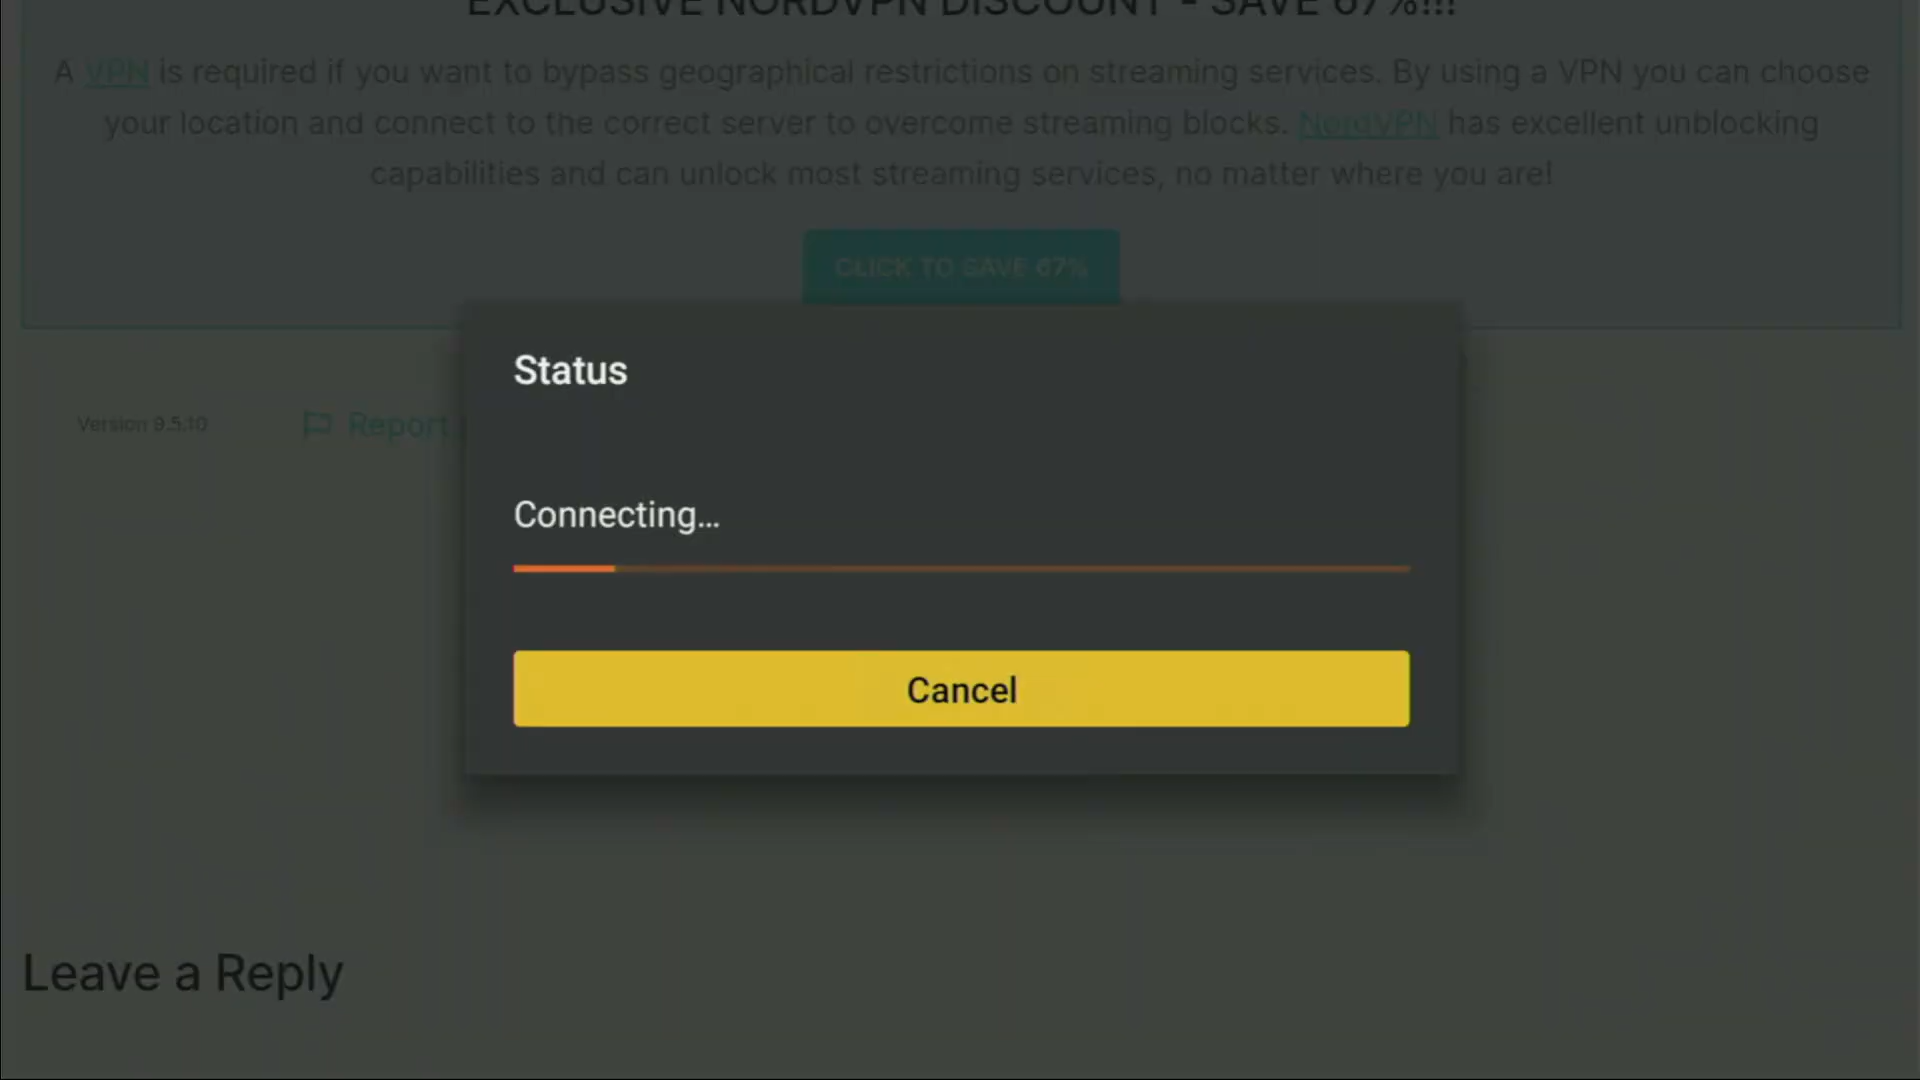 EXCLUSIVE NORDVPN DISCOUNT - SAVE 67%!!!
A VPN is required if you want to bypass geographical restrictions on streaming services. By using a VPN you can choose
your location and connect to the correct server to overcome streaming blocks. NordVPN has excellent unblocking
capabilities and can unlock most streaming services, no matter where you are!
CLICK TO SAVE 67%
Status
Version 9.5.10
Report
Connecting...
Cancel
Leave a Reply